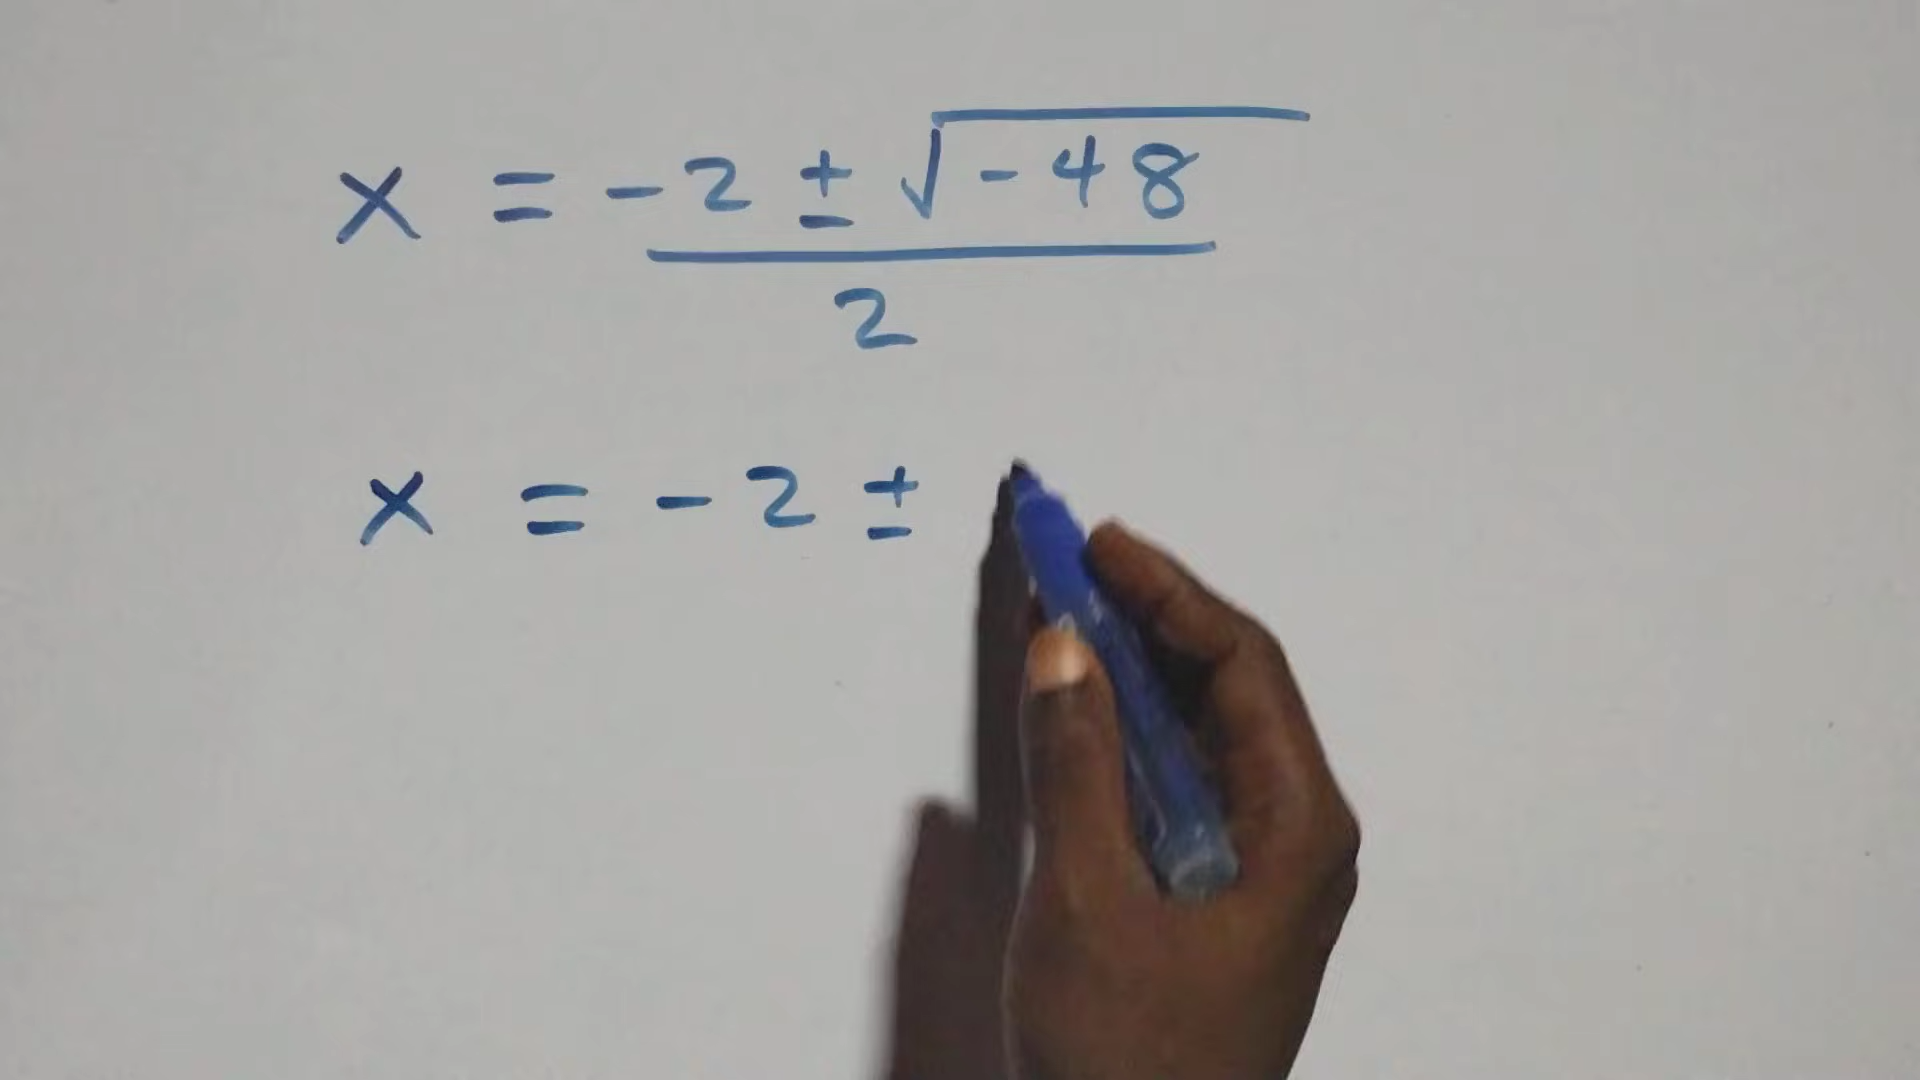 x = -2 ± √-48
2
x = -2 ±